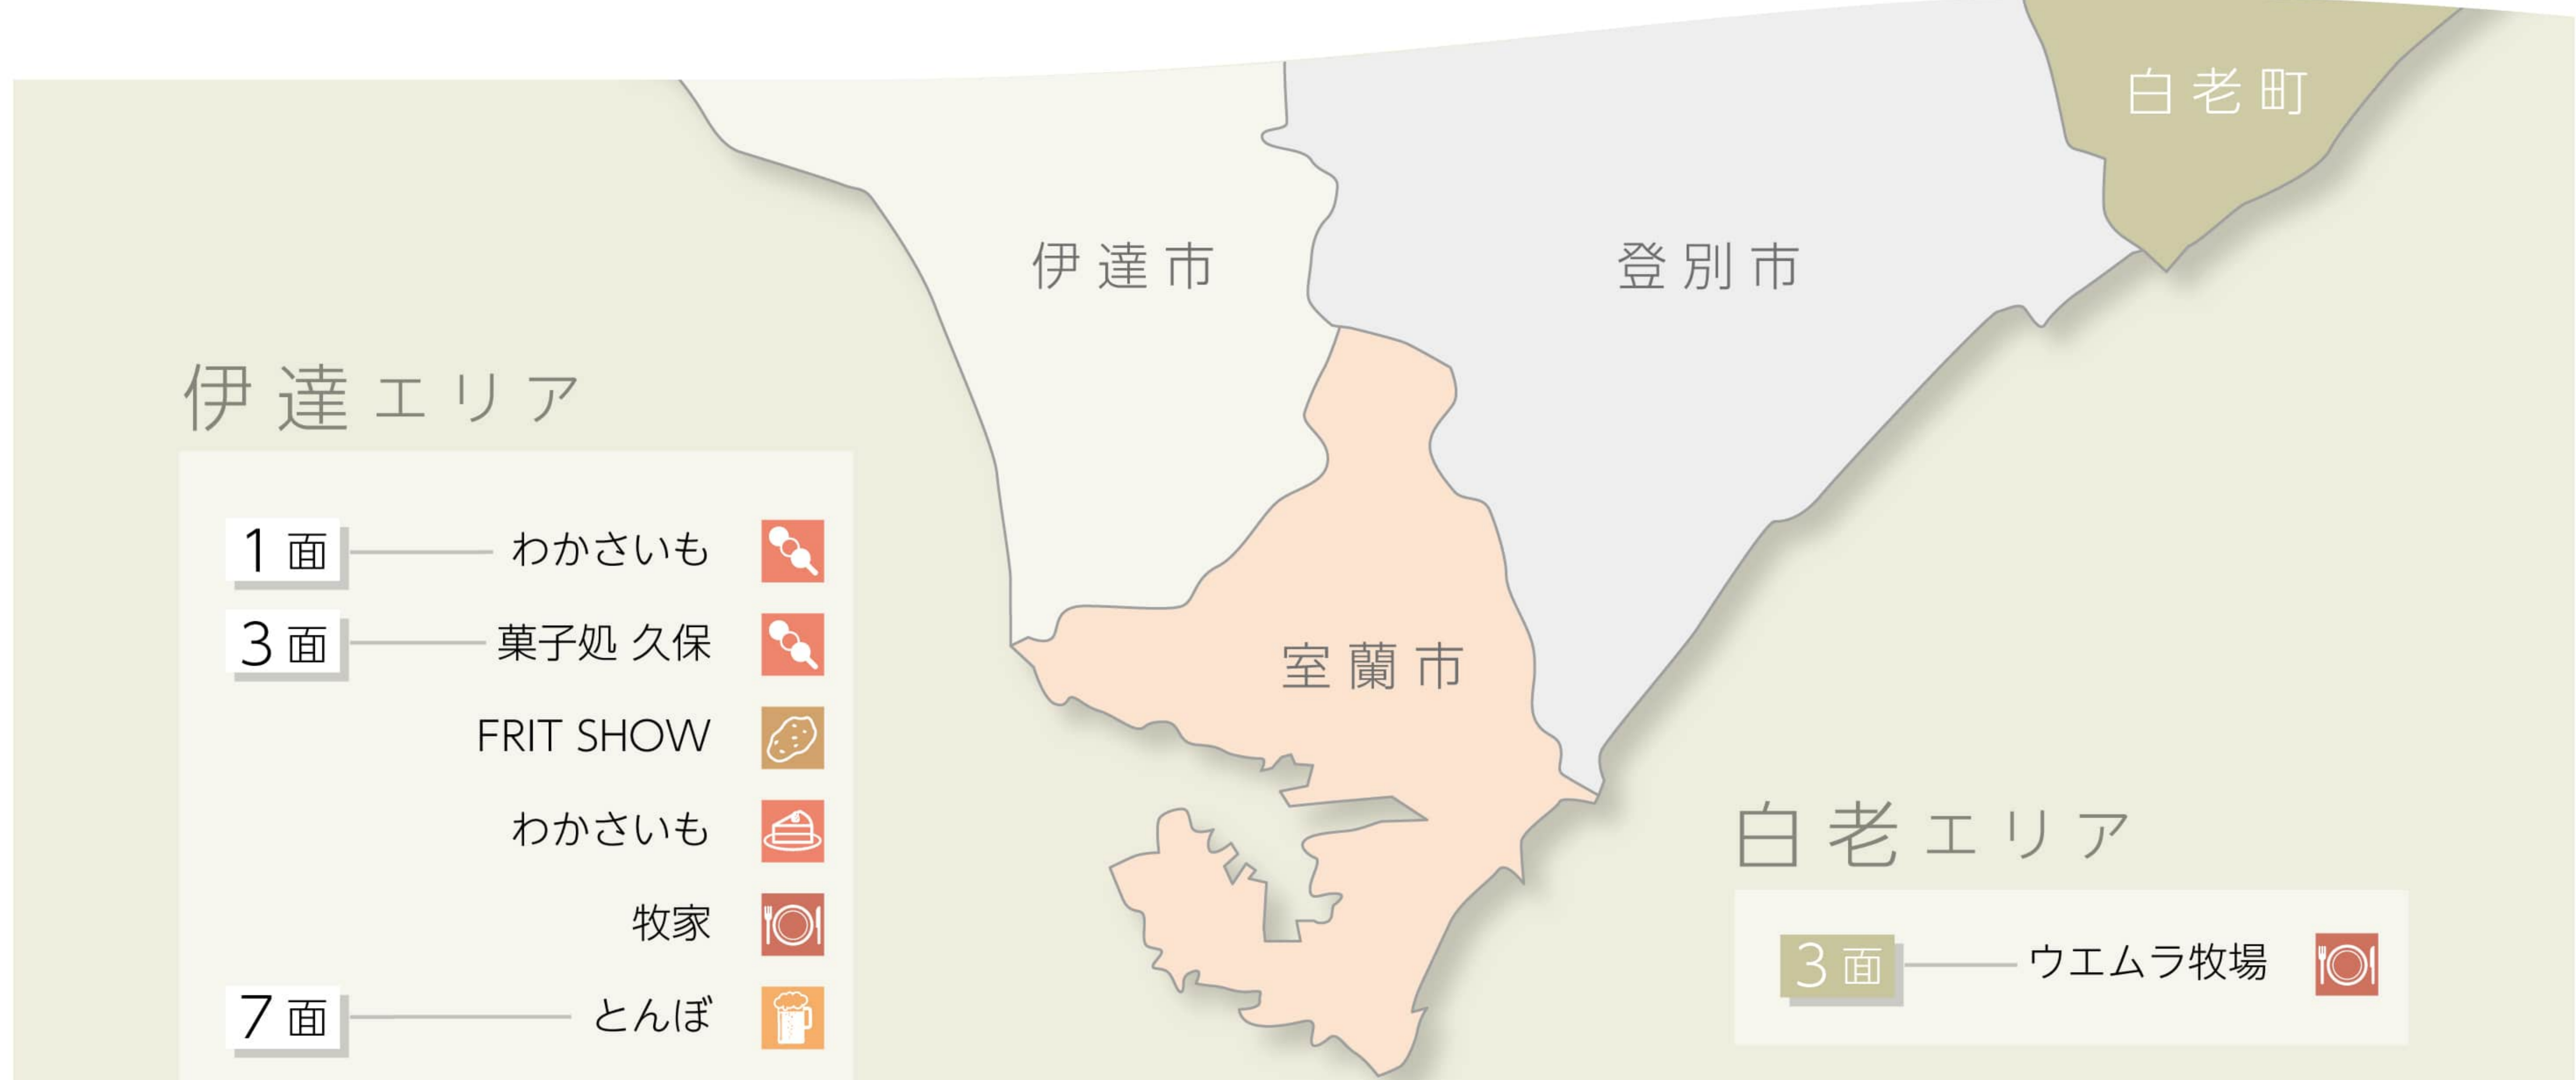 白老町
伊達市
登別市
室蘭市
伊達エリア
1面 わかさいも
3面 菓子処 久保
FRIT SHOW
わかさいも
牧家
7面 とんぼ
白老エリア
3面 ウエムラ牧場